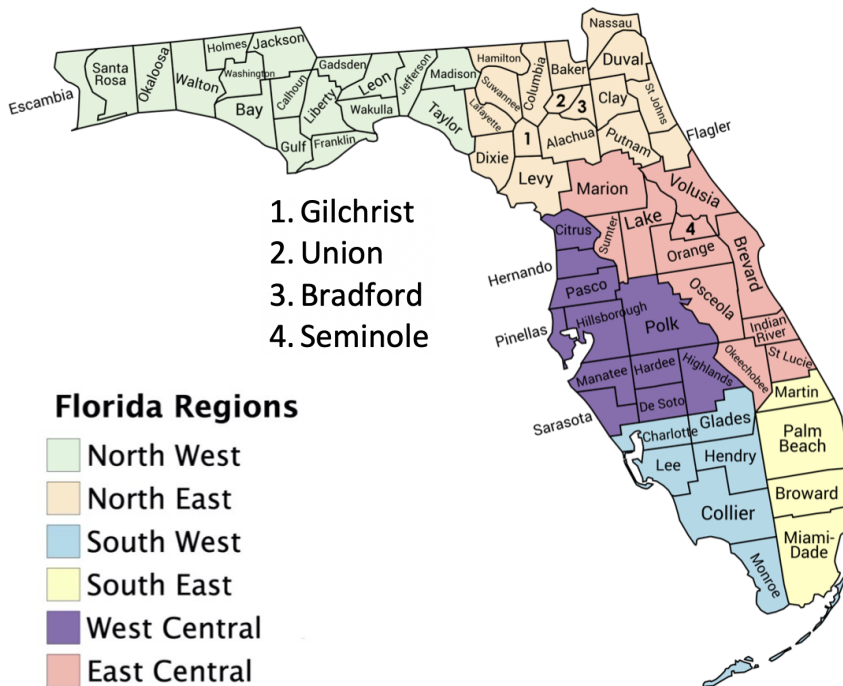 Nassau
Holmes
Jackson
Santa
Rosa
Okaloosa
Walton
Washington
Gadsden
Leon
Jefferson
Madison
Hamilton
Columbia
Baker
Duval
Escambia
Bay
Calhoun
Liberty
Wakulla
Taylor
Suwannee
Lafayette
2
3
Clay
St Johns
Gulf
Franklin
Dixie
1
Alachua
Putnam
Flagler
Levy
Marion
Volusia
1. Gilchrist
2. Union
3. Bradford
4. Seminole
Citrus
Sumter
Lake
4
Orange
Brevard
Hernando
Pasco
Osceola
Pinellas
Hillsborough
Polk
Indian
River
Manatee
Hardee
Highlands
Okeechobee
St Lucie
Sarasota
De Soto
Martin
Charlotte
Glades
Palm
Beach
Lee
Hendry
Collier
Broward
Monroe
Miami-
Dade
Florida Regions
North West
North East
South West
South East
West Central
East Central